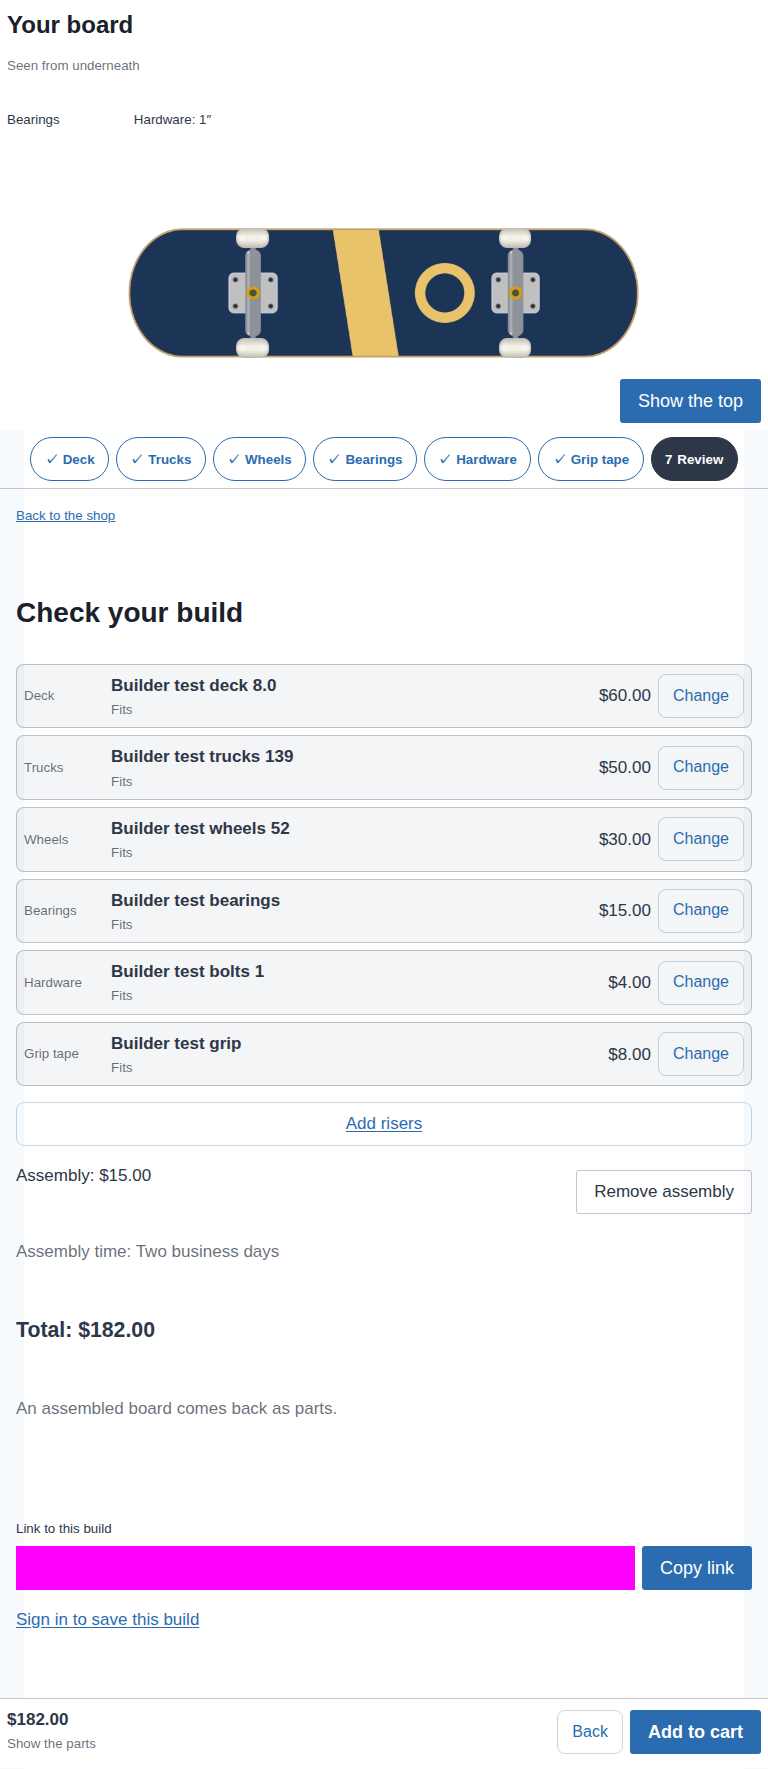 Your board
Seen from underneath
Bearings
Hardware: 1″
Show the top
✓ Deck
✓ Trucks
✓ Wheels
✓ Bearings
✓ Hardware
✓ Grip tape
7 Review
Back to the shop
Check your build
Deck
Builder test deck 8.0
Fits
$60.00
Change
Trucks
Builder test trucks 139
Fits
$50.00
Change
Wheels
Builder test wheels 52
Fits
$30.00
Change
Bearings
Builder test bearings
Fits
$15.00
Change
Hardware
Builder test bolts 1
Fits
$4.00
Change
Grip tape
Builder test grip
Fits
$8.00
Change
Add risers
Assembly: $15.00
Remove assembly
Assembly time: Two business days
Total: $182.00
An assembled board comes back as parts.
Link to this build
Copy link
Sign in to save this build
$182.00
Show the parts
Back
Add to cart